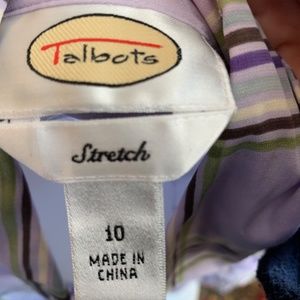 Talbots
Stretch
10
MADE IN
CHINA